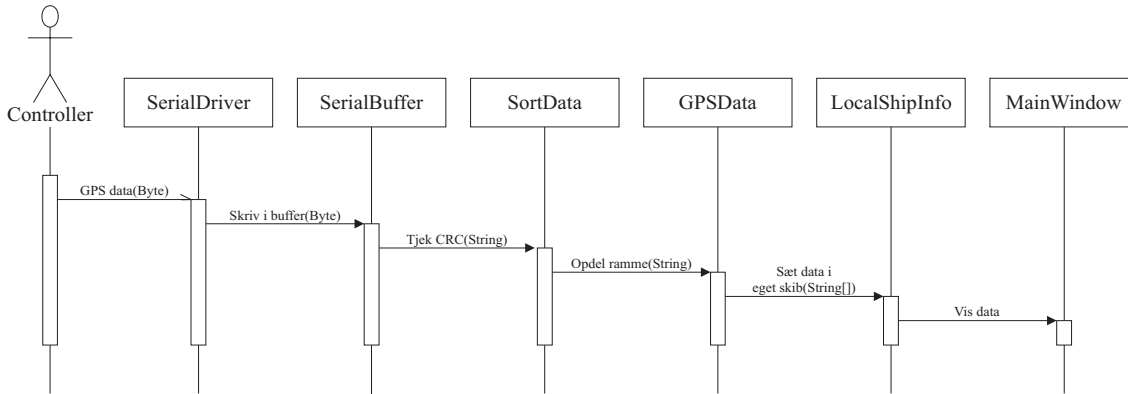 Controller
SerialDriver
SerialBuffer
SortData
GPSData
LocalShipInfo
MainWindow
GPS data(Byte)
Skriv i buffer(Byte)
Tjek CRC(String)
Opdel ramme(String)
Sæt data i
eget skib(String[])
Vis data